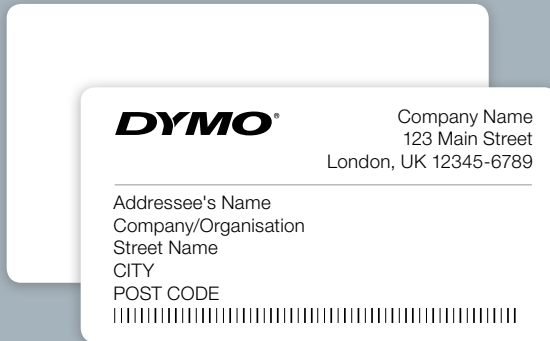 DYMO®
Company Name
123 Main Street
London, UK 12345-6789
Addressee's Name
Company/Organisation
Street Name
CITY
POST CODE